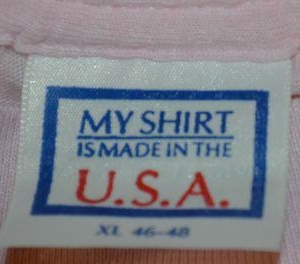 MY SHIRT
IS MADE IN THE
U.S.A.
XL 46-48